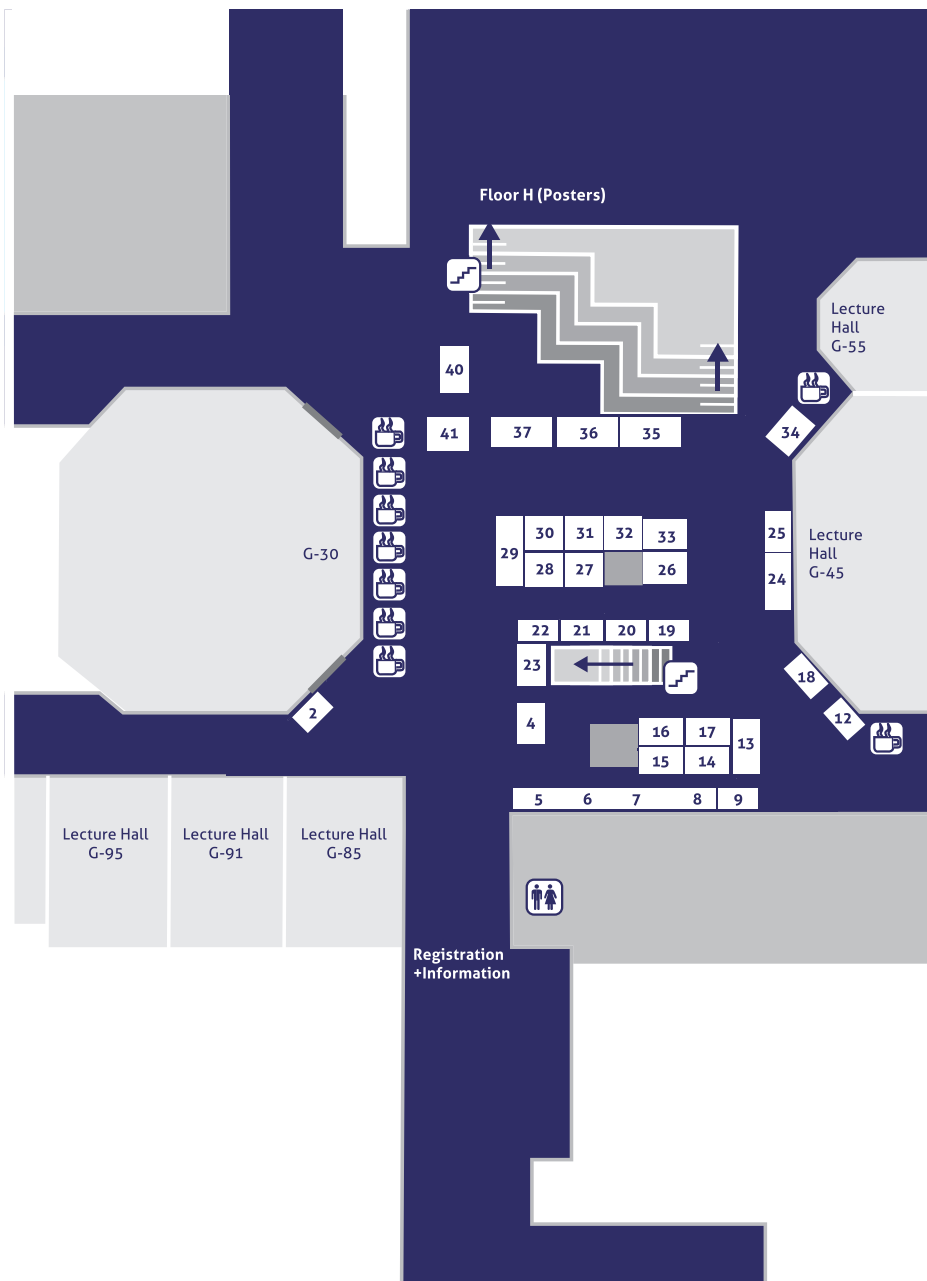 Floor H (Posters)
Lecture
Hall
G-55
40
41
37
36
35
34
30
31
32
33
25
29
G-30
Lecture
Hall
G-45
28
27
26
24
22
21
20
19
23
18
2
4
12
16
17
13
15
14
5
6
7
8
9
Lecture Hall
G-95
Lecture Hall
G-91
Lecture Hall
G-85
Registration
+Information